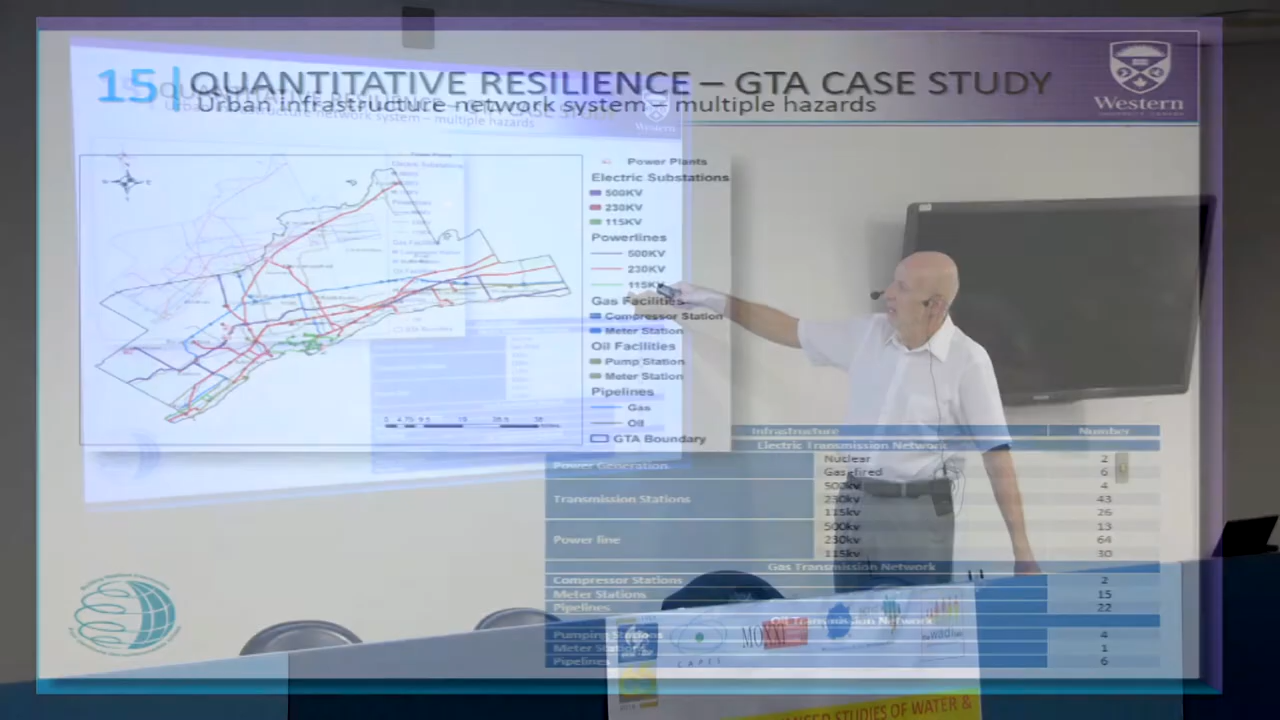 15| QUANTITATIVE RESILIENCE – GTA CASE STUDY
Urban infrastructure network system – multiple hazards
Western
Power Plants
Electric Substations
500KV
230KV
115KV
Powerlines
500KV
230KV
115KV
Gas Facilities
Compressor Station
Meter Station
Oil Facilities
Pump Station
Meter Station
Pipelines
Gas
Oil
GTA Boundary
Infrastructure Number
Electric Transmission Network
Power Generation Nuclear 2
Gas-fired 6
Transmission Stations 500kv 4
230kv 43
115kv 26
Power line 500kv 13
230kv 64
115kv 30
Gas Transmission Network
Compressor Stations 2
Meter Stations 15
Pipelines 22
Oil Transmission Network
Pumping Stations 4
Meter Stations 1
Pipelines 6
STUDIES OF WATER &